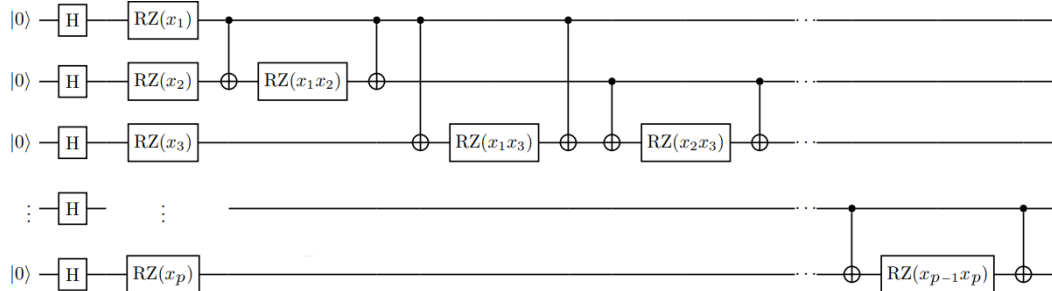 |0⟩ H RZ(x₁)
|0⟩ H RZ(x₂) RZ(x₁x₂) ···
|0⟩ H RZ(x₃) RZ(x₁x₃) RZ(x₂x₃) ···
⋮ H ⋮ ···
|0⟩ H RZ(xₚ) ··· RZ(xₚ₋₁xₚ)